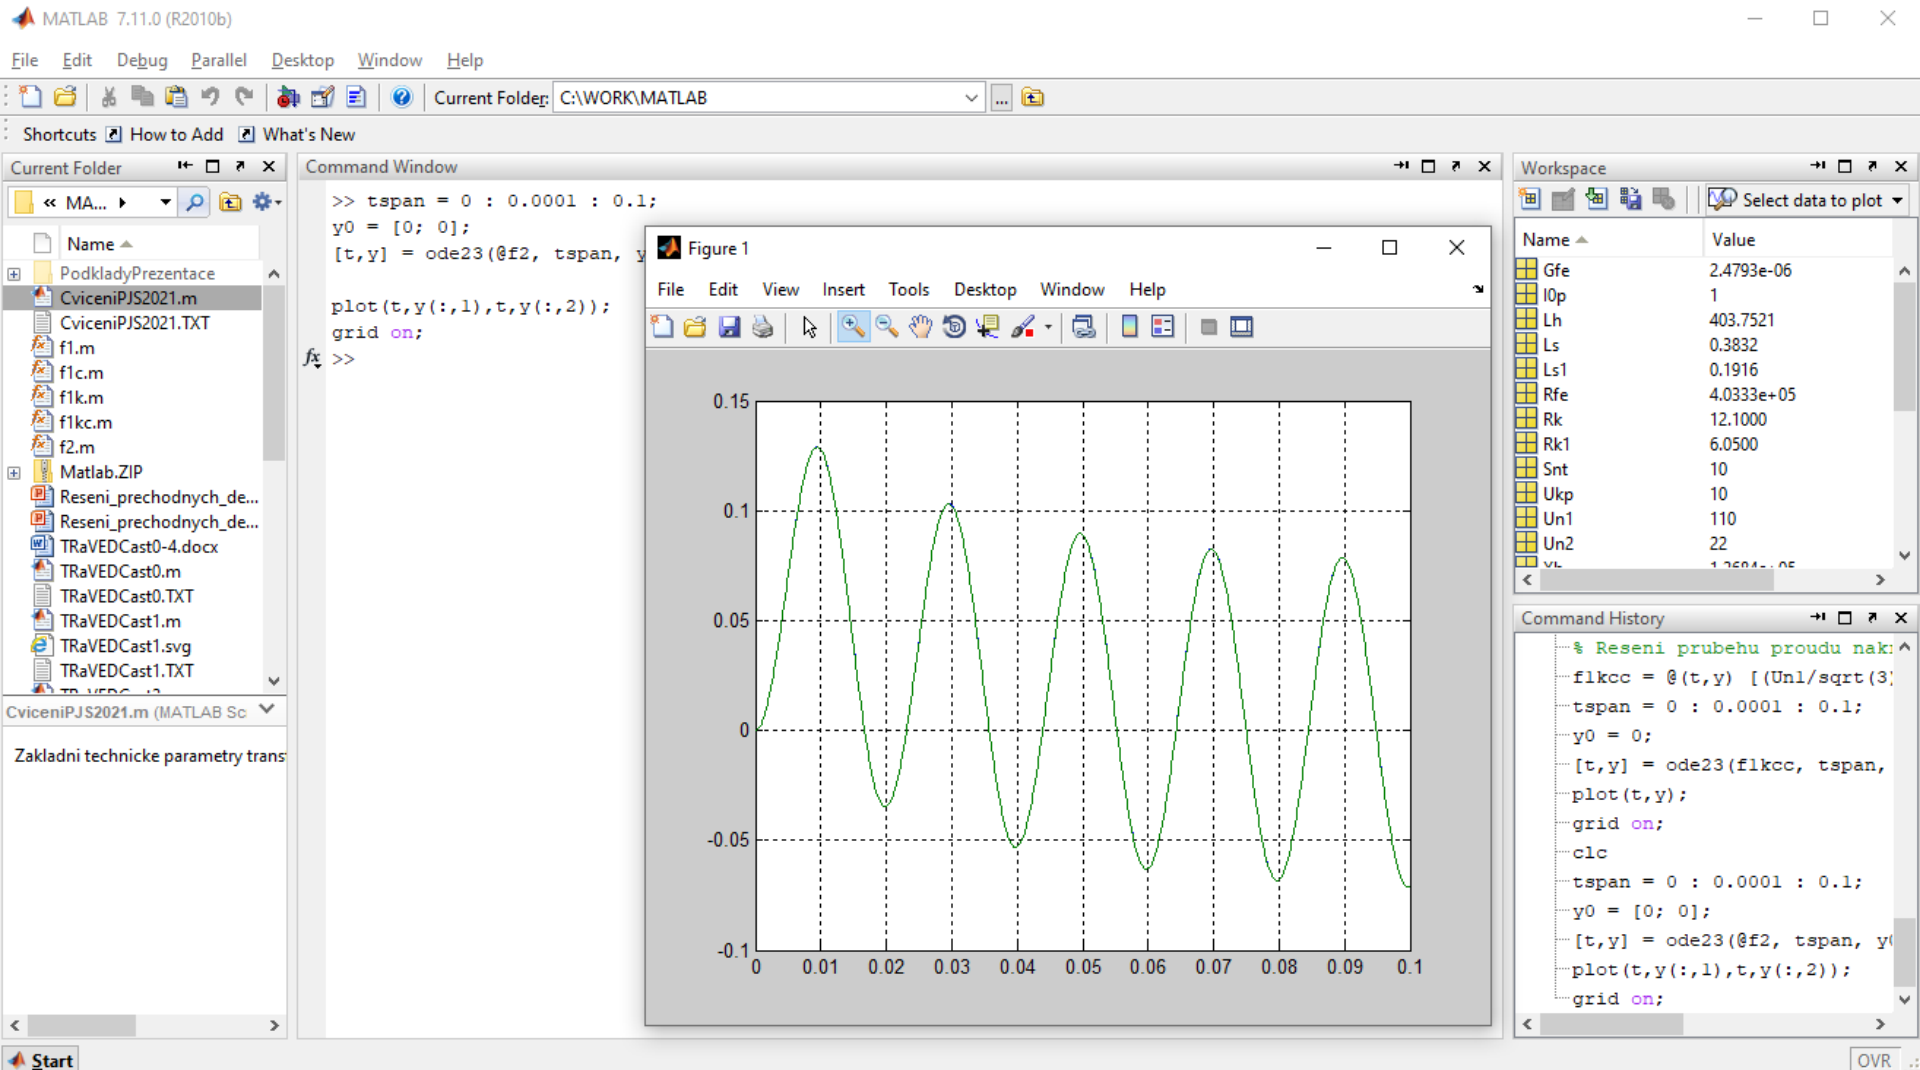 MATLAB 7.11.0 (R2010b)
File Edit Debug Parallel Desktop Window Help
Current Folder: C:\WORK\MATLAB ...
Shortcuts How to Add What's New
Current Folder
« MA...
Name
PodkladyPrezentace
CviceniPJS2021.m
CviceniPJS2021.TXT
f1.m
f1c.m
f1k.m
f1kc.m
f2.m
Matlab.ZIP
Reseni_prechodnych_de...
Reseni_prechodnych_de...
TRaVEDCast0-4.docx
TRaVEDCast0.m
TRaVEDCast0.TXT
TRaVEDCast1.m
TRaVEDCast1.svg
TRaVEDCast1.TXT
CviceniPJS2021.m (MATLAB Sc
Zakladni technicke parametry trans
Command Window
>> tspan = 0 : 0.0001 : 0.1;
y0 = [0; 0];
[t,y] = ode23(@f2, tspan, y
plot(t,y(:,1),t,y(:,2));
grid on;
fx >>
Figure 1
File Edit View Insert Tools Desktop Window Help
0.15
0.1
0.05
0
-0.05
-0.1
0 0.01 0.02 0.03 0.04 0.05 0.06 0.07 0.08 0.09 0.1
Workspace
Select data to plot
Name Value
Gfe 2.4793e-06
I0p 1
Lh 403.7521
Ls 0.3832
Ls1 0.1916
Rfe 4.0333e+05
Rk 12.1000
Rk1 6.0500
Snt 10
Ukp 10
Un1 110
Un2 22
Xh 1.2684e+05
Command History
% Reseni prubehu proudu nak
f1kcc = @(t,y) [(Un1/sqrt(3)
tspan = 0 : 0.0001 : 0.1;
y0 = 0;
[t,y] = ode23(f1kcc, tspan,
plot(t,y);
grid on;
clc
tspan = 0 : 0.0001 : 0.1;
y0 = [0; 0];
[t,y] = ode23(@f2, tspan, y0
plot(t,y(:,1),t,y(:,2));
grid on;
Start
OVR